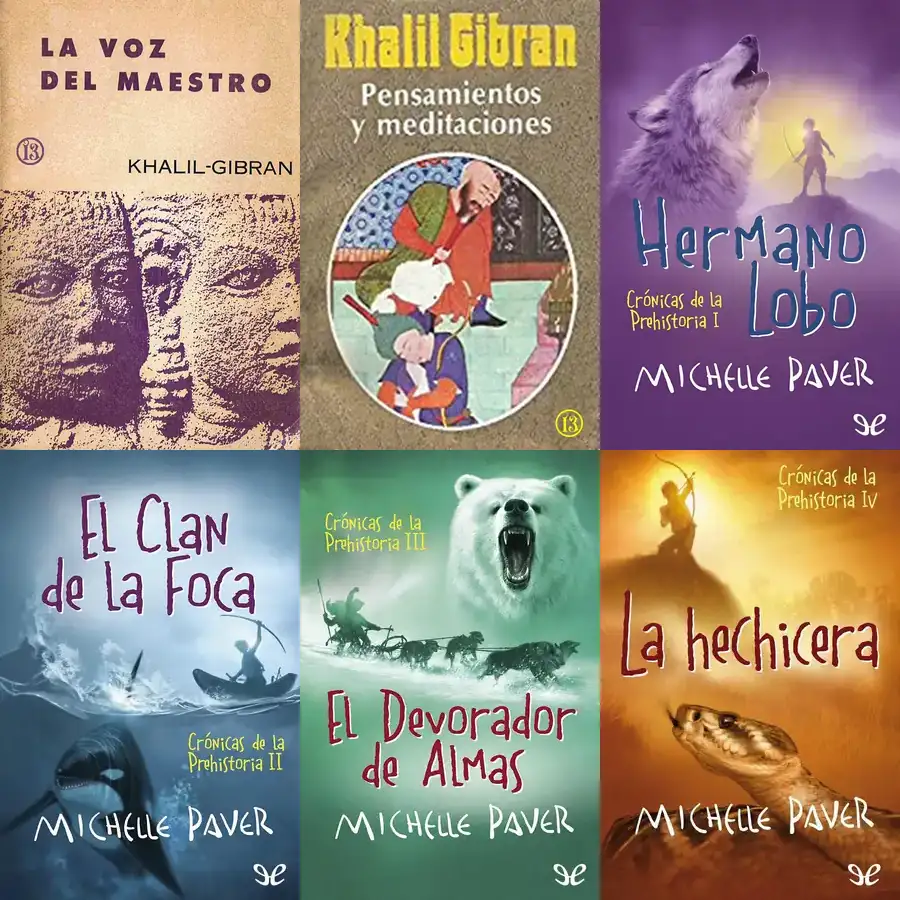 LA VOZ
DEL MAESTRO
13
KHALIL-GIBRAN
Khalil Gibran
Pensamientos
y meditaciones
13
Hermano
Lobo
Crónicas de la
Prehistoria I
MICHELLE PAVER
El Clan
de la Foca
Crónicas de la
Prehistoria II
MICHELLE PAVER
Crónicas de la
Prehistoria III
El Devorador
de Almas
MICHELLE PAVER
Crónicas de la
Prehistoria IV
La hechicera
MICHELLE PAVER